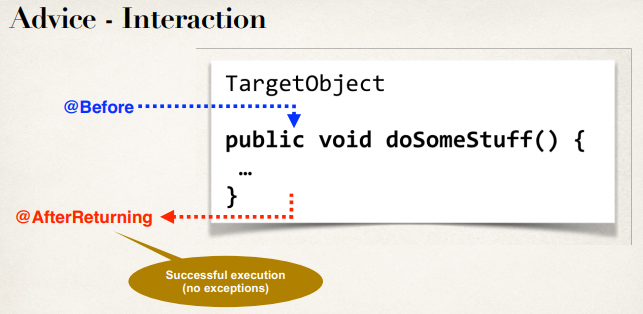 Advice - Interaction
TargetObject
@Before
public void doSomeStuff() {
…
}
@AfterReturning
Successful execution
(no exceptions)